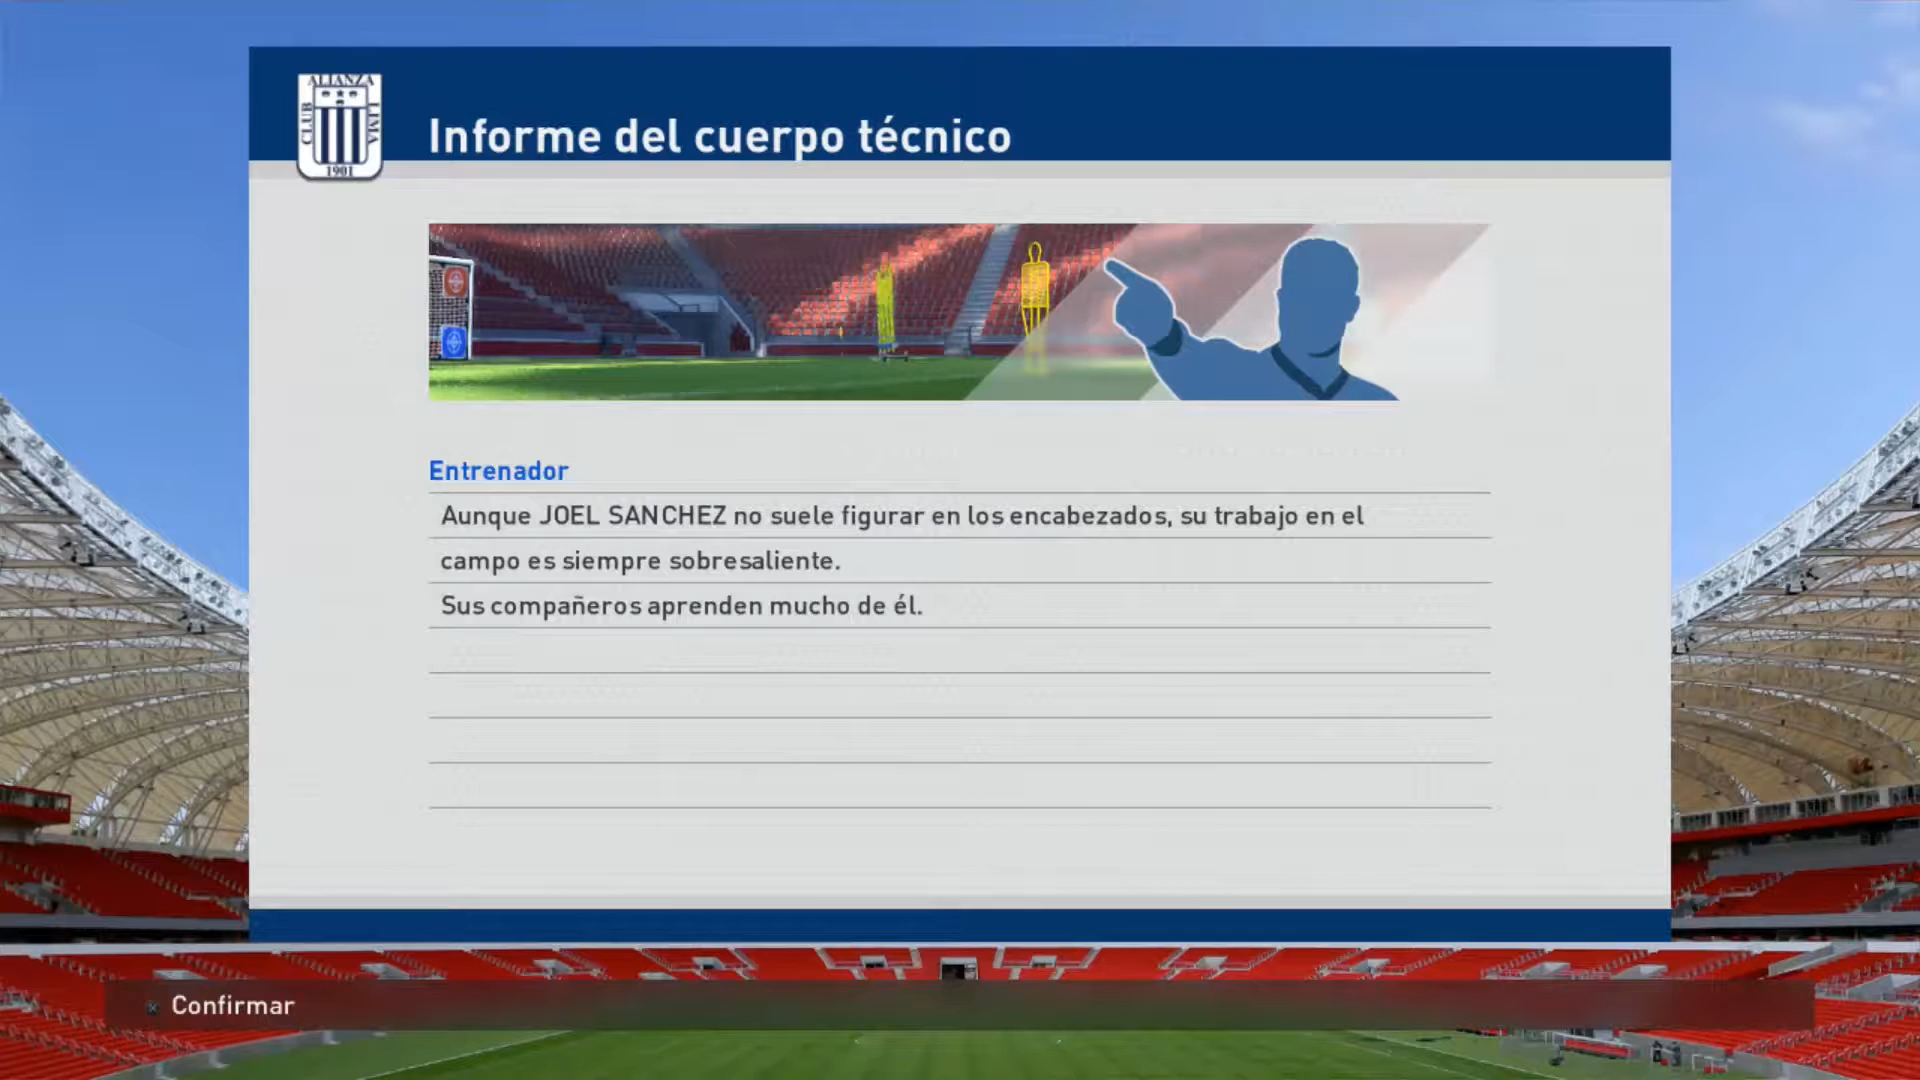 ALIANZA
CLUB
LIMA
1901
Informe del cuerpo técnico
Entrenador
Aunque JOEL SANCHEZ no suele figurar en los encabezados, su trabajo en el
campo es siempre sobresaliente.
Sus compañeros aprenden mucho de él.
Confirmar